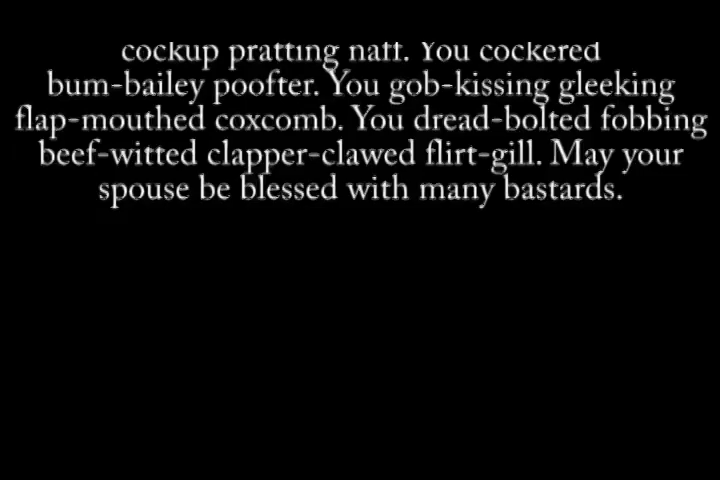 cockup pratting naff. You cockered
bum-bailey poofter. You gob-kissing gleeking
flap-mouthed coxcomb. You dread-bolted fobbing
beef-witted clapper-clawed flirt-gill. May your
spouse be blessed with many bastards.